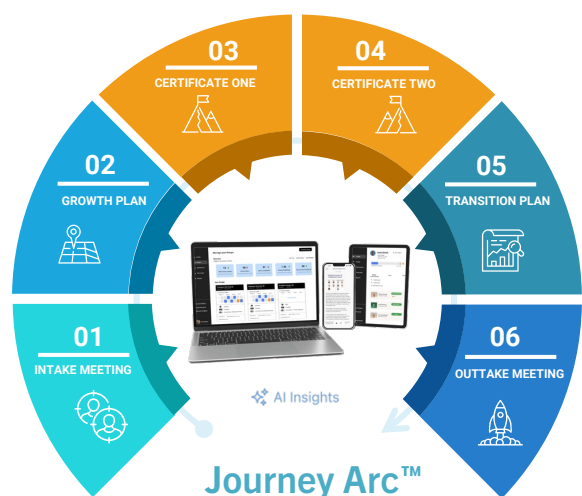 01
INTAKE MEETING
02
GROWTH PLAN
03
CERTIFICATE ONE
04
CERTIFICATE TWO
05
TRANSITION PLAN
06
OUTTAKE MEETING
AI Insights
Journey Arc™